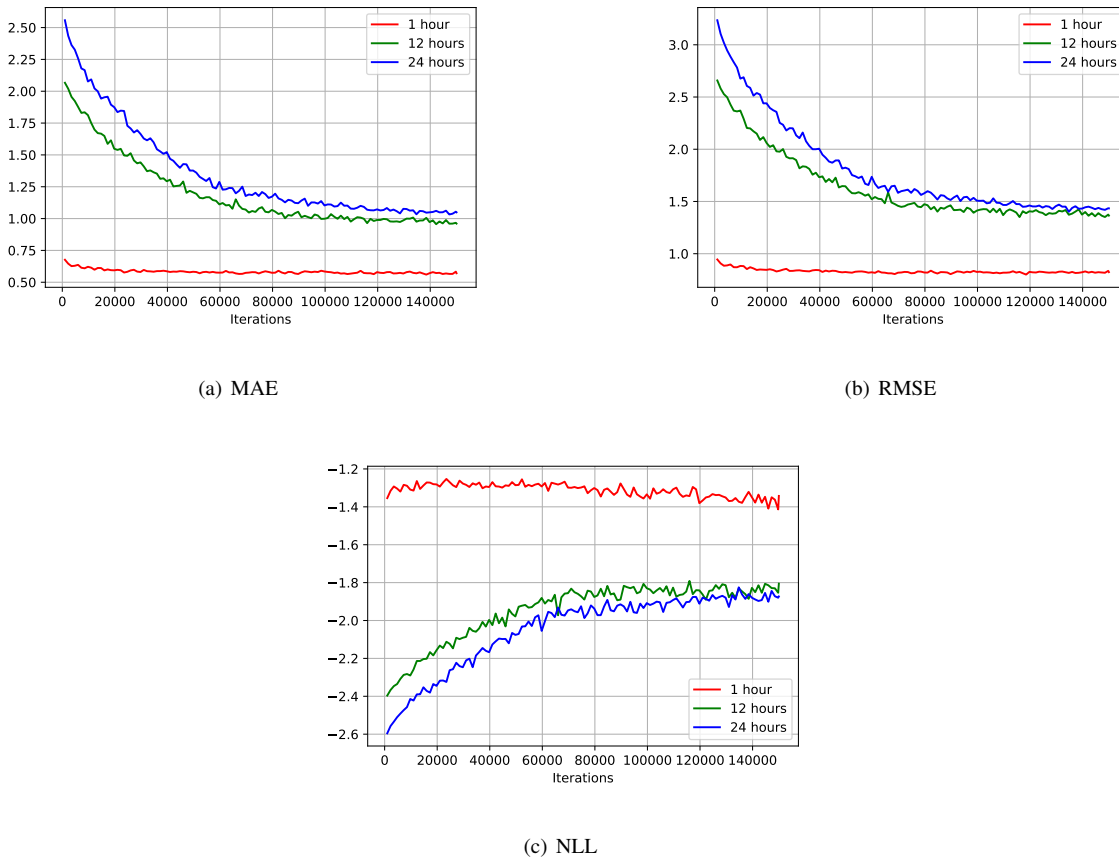 2.50
2.25
2.00
1.75
1.50
1.25
1.00
0.75
0.50
0 20000 40000 60000 80000 100000 120000 140000
Iterations
1 hour
12 hours
24 hours
(a) MAE
3.0
2.5
2.0
1.5
1.0
0 20000 40000 60000 80000 100000 120000 140000
Iterations
1 hour
12 hours
24 hours
(b) RMSE
−1.2
−1.4
−1.6
−1.8
−2.0
−2.2
−2.4
−2.6
0 20000 40000 60000 80000 100000 120000 140000
Iterations
1 hour
12 hours
24 hours
(c) NLL